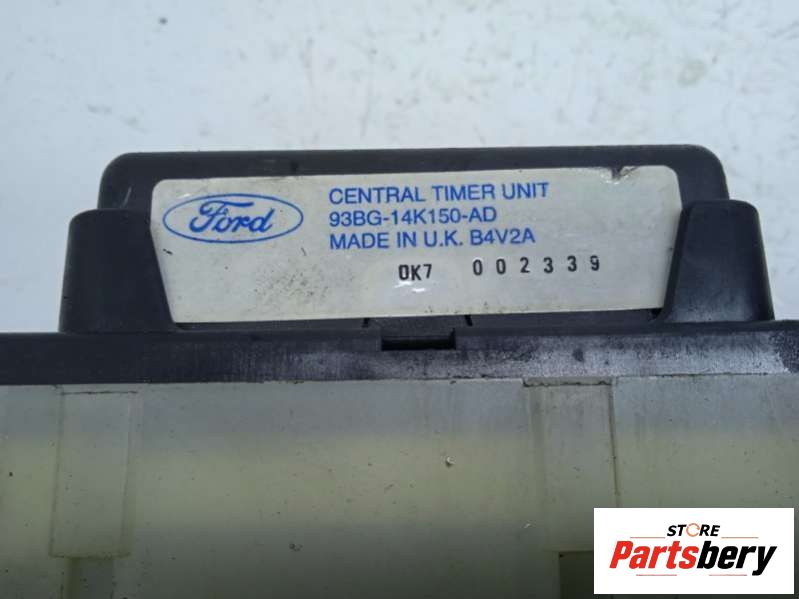 Ford
CENTRAL TIMER UNIT
93BG-14K150-AD
MADE IN U.K. B4V2A
0K7 002339
STORE
Partsbery